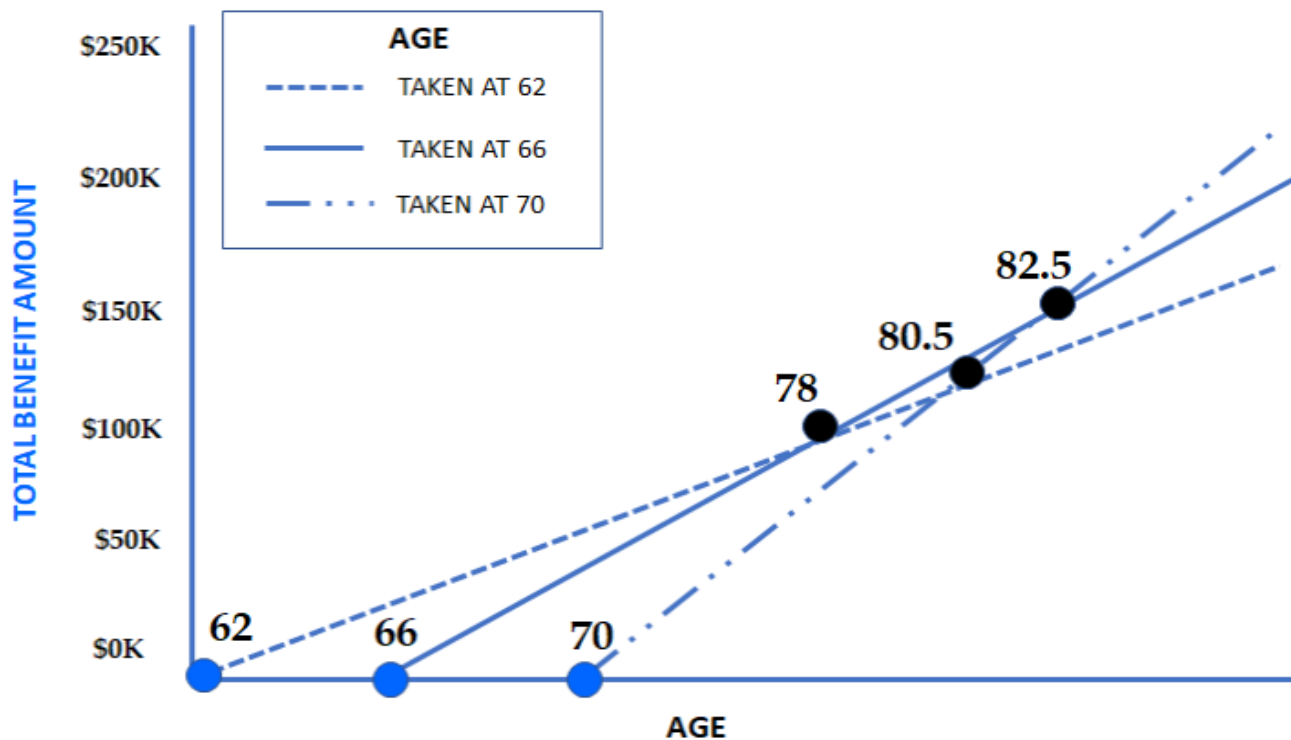 $250K
$200K
$150K
$100K
$50K
$0K
TOTAL BENEFIT AMOUNT
AGE
TAKEN AT 62
TAKEN AT 66
TAKEN AT 70
82.5
80.5
78
62
66
70
AGE